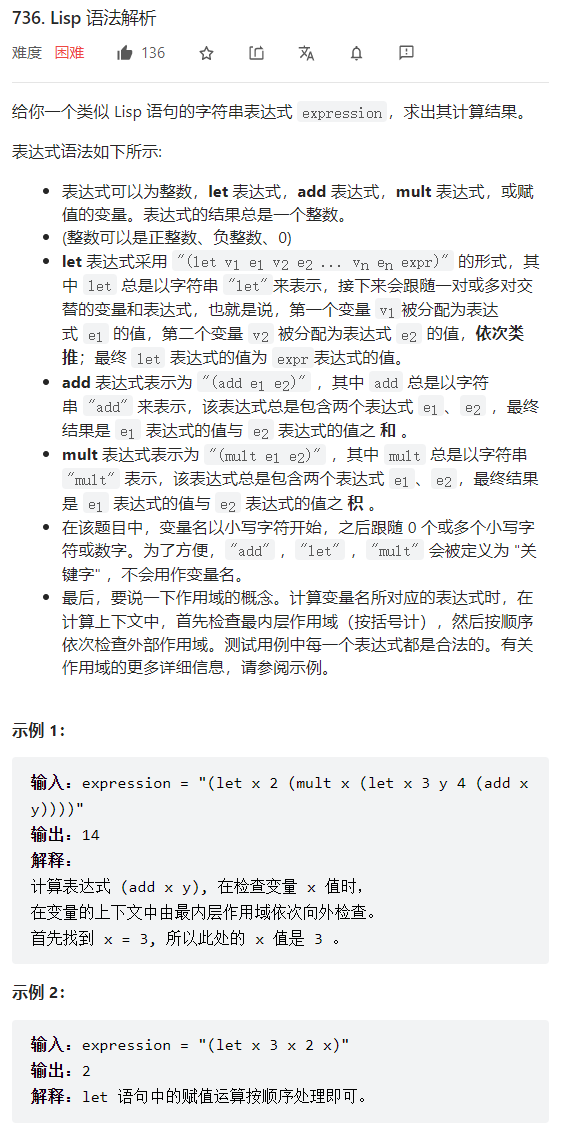 736. Lisp 语法解析
难度 困难 136
给你一个类似 Lisp 语句的字符串表达式 expression，求出其计算结果。
表达式语法如下所示:
• 表达式可以为整数，let 表达式，add 表达式，mult 表达式，或赋
值的变量。表达式的结果总是一个整数。
• (整数可以是正整数、负整数、0)
• let 表达式采用 "(let v1 e1 v2 e2 ... vn en expr)" 的形式，其
中 let 总是以字符串 "let"来表示，接下来会跟随一对或多对交
替的变量和表达式，也就是说，第一个变量 v1被分配为表达
式 e1 的值，第二个变量 v2 被分配为表达式 e2 的值，依次类
推；最终 let 表达式的值为 expr表达式的值。
• add 表达式表示为 "(add e1 e2)" ，其中 add 总是以字符
串 "add" 来表示，该表达式总是包含两个表达式 e1、e2 ，最终
结果是 e1 表达式的值与 e2 表达式的值之 和 。
• mult 表达式表示为 "(mult e1 e2)" ，其中 mult 总是以字符串
"mult" 表示，该表达式总是包含两个表达式 e1、e2，最终结果
是 e1 表达式的值与 e2 表达式的值之 积 。
• 在该题目中，变量名以小写字符开始，之后跟随 0 个或多个小写字
符或数字。为了方便，"add" ，"let" ，"mult" 会被定义为 "关
键字" ，不会用作变量名。
• 最后，要说一下作用域的概念。计算变量名所对应的表达式时，在
计算上下文中，首先检查最内层作用域（按括号计），然后按顺序
依次检查外部作用域。测试用例中每一个表达式都是合法的。有关
作用域的更多详细信息，请参阅示例。
示例 1：
输入：expression = "(let x 2 (mult x (let x 3 y 4 (add x
y))))"
输出：14
解释：
计算表达式 (add x y), 在检查变量 x 值时，
在变量的上下文中由最内层作用域依次向外检查。
首先找到 x = 3, 所以此处的 x 值是 3 。
示例 2：
输入：expression = "(let x 3 x 2 x)"
输出：2
解释：let 语句中的赋值运算按顺序处理即可。